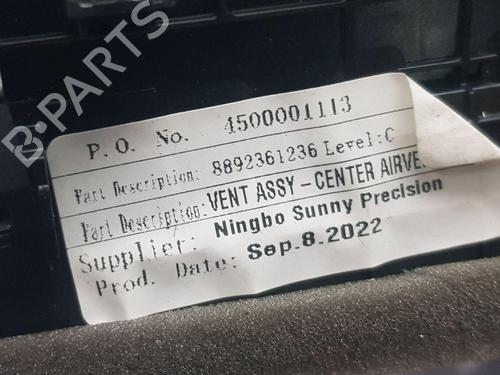 B-PARTS
P. O. No. 4500001113
Part Description: 8892361236 Level:C
Part Description: VENT ASSY-CENTER
Supplier: Ningbo Sunny Precision
Prod. Date: Sep.8.2022